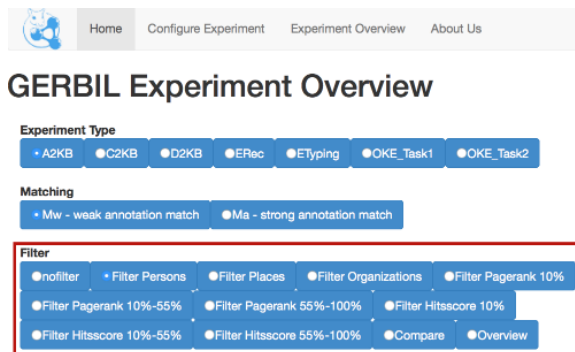 Home Configure Experiment Experiment Overview About Us
GERBIL Experiment Overview
Experiment Type
A2KB C2KB D2KB ERec ETyping OKE_Task1 OKE_Task2
Matching
Mw - weak annotation match Ma - strong annotation match
Filter
nofilter Filter Persons Filter Places Filter Organizations Filter Pagerank 10%
Filter Pagerank 10%-55% Filter Pagerank 55%-100% Filter Hitsscore 10%
Filter Hitsscore 10%-55% Filter Hitsscore 55%-100% Compare Overview